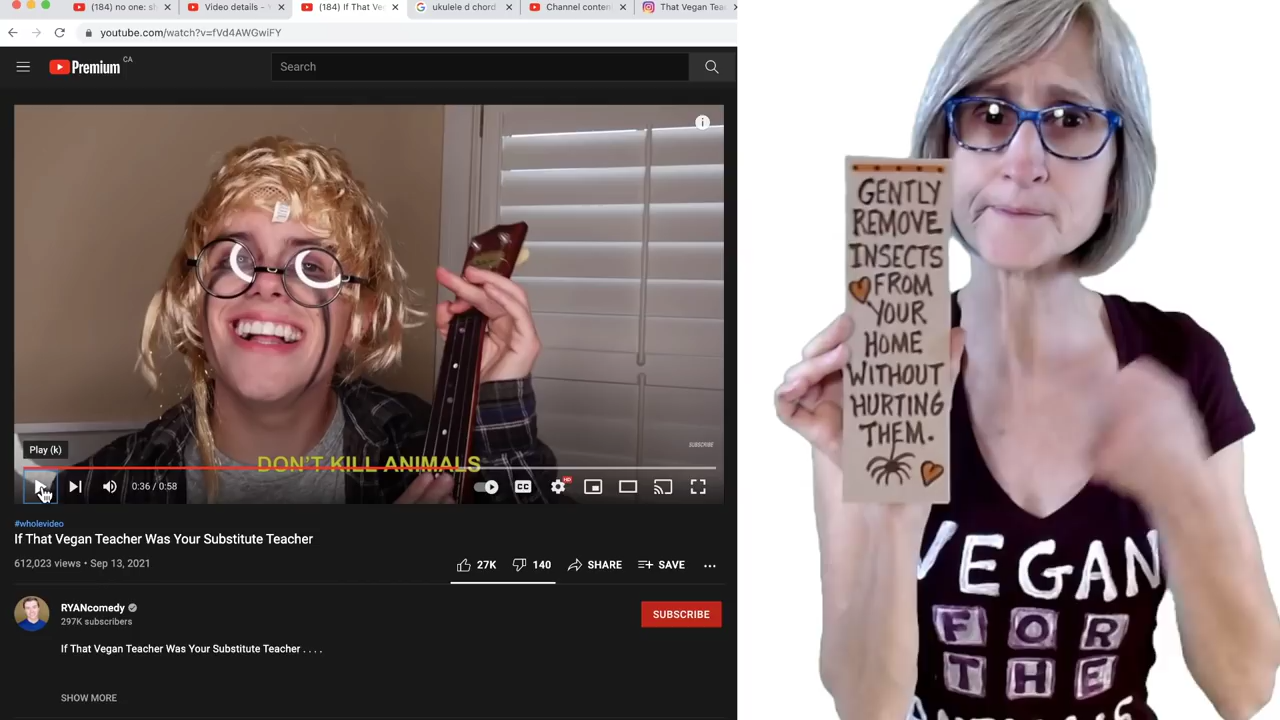 (184) no one: sh
Video details - Y
(184) If That Ve
ukulele d chord
Channel conten
That Vegan Tea
youtube.com/watch?v=fVd4AWGwiFY
Premium CA
Search
SUBSCRIBE
Play (k)
DON'T KILL ANIMALS
0:36 / 0:58
CC
HD
#wholevideo
If That Vegan Teacher Was Your Substitute Teacher
612,023 views • Sep 13, 2021
27K
140
SHARE
SAVE
RYANcomedy
297K subscribers
SUBSCRIBE
If That Vegan Teacher Was Your Substitute Teacher . . . .
SHOW MORE
GENTLY
REMOVE
INSECTS
FROM
YOUR
HOME
WITHOUT
HURTING
THEM.
VEGAN
FOR
THE